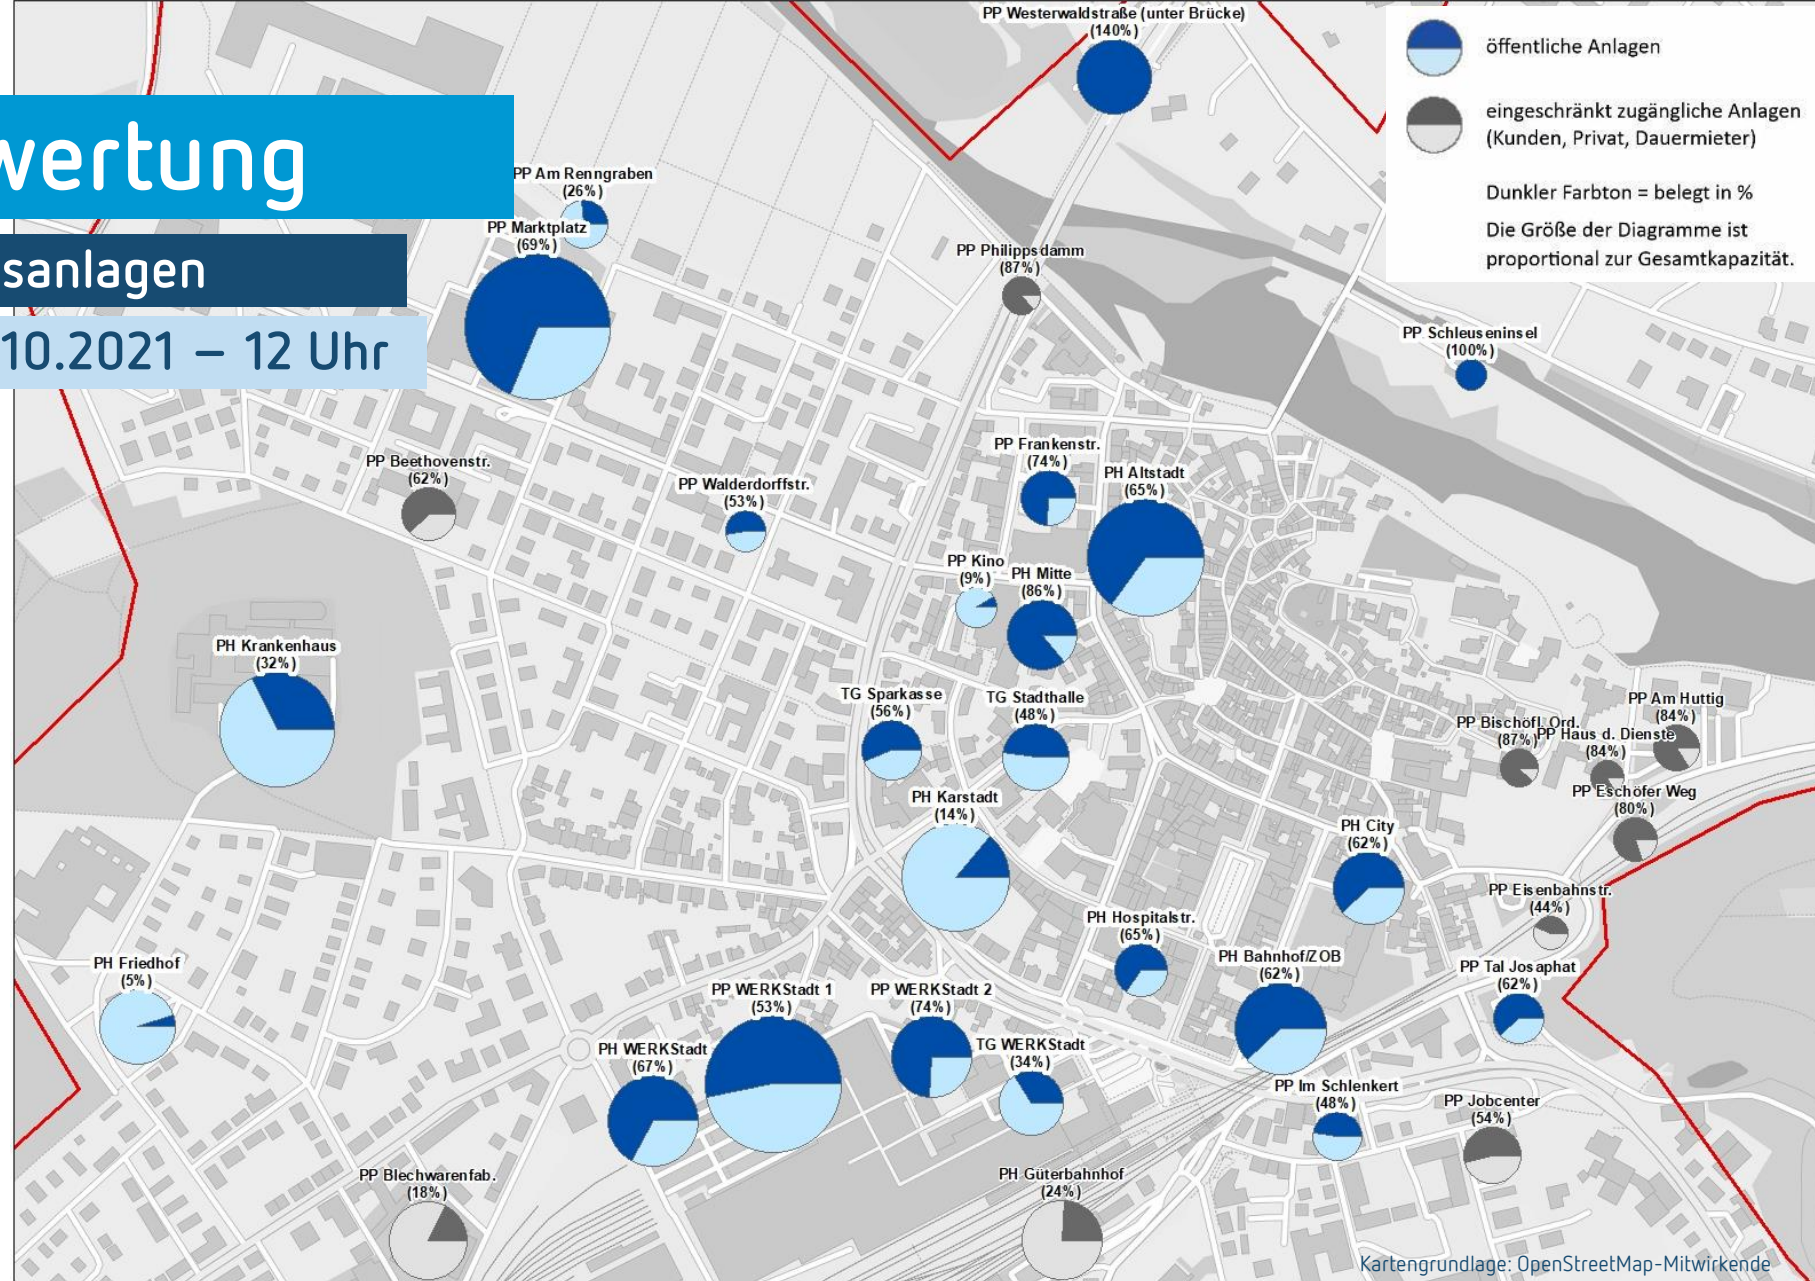 wertung
sanlagen
10.2021 – 12 Uhr
öffentliche Anlagen
eingeschränkt zugängliche Anlagen
(Kunden, Privat, Dauermieter)
Dunkler Farbton = belegt in %
Die Größe der Diagramme ist
proportional zur Gesamtkapazität.
PP Westerwaldstraße (unter Brücke)
(140%)
PP Am Renngraben
(26%)
PP Marktplatz
(69%)
PP Philippsdamm
(87%)
PP Schleuseninsel
(100%)
PP Beethovenstr.
(62%)
PP Walderdorffstr.
(53%)
PP Frankenstr.
(74%)
PH Altstadt
(65%)
PP Kino
(9%)
PH Mitte
(86%)
PH Krankenhaus
(32%)
TG Sparkasse
(56%)
TG Stadthalle
(48%)
PP Am Huttig
(84%)
PP Bischöfl. Ord.
(87%)
PP Haus d. Dienste
(84%)
PP Eschöfer Weg
(80%)
PH Karstadt
(14%)
PH City
(62%)
PP Eisenbahnstr.
(44%)
PH Hospitalstr.
(65%)
PH Bahnhof/ZOB
(62%)
PP Tal Josaphat
(62%)
PH Friedhof
(5%)
PP WERKStadt 1
(53%)
PP WERKStadt 2
(74%)
PH WERKStadt
(67%)
TG WERKStadt
(34%)
PP Im Schlenkert
(48%)
PP Jobcenter
(54%)
PP Blechwarenfab.
(18%)
PH Güterbahnhof
(24%)
Kartengrundlage: OpenStreetMap-Mitwirkende